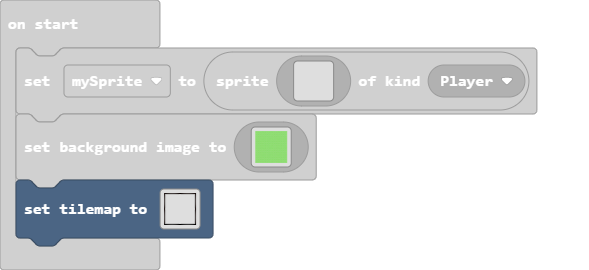 on start
set mySprite to sprite of kind Player
set background image to
set tilemap to